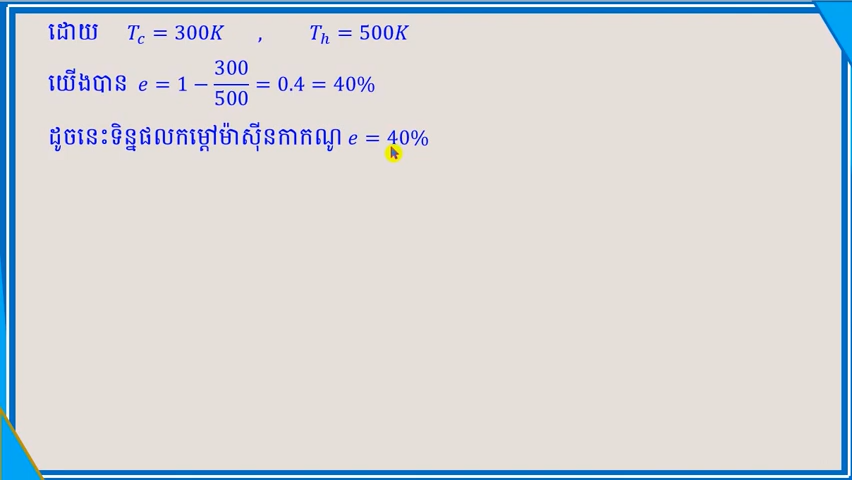 ដោយ T_c = 300K , T_h = 500K
យើងបាន e = 1 − 300/500 = 0.4 = 40%
ដូចនេះទិន្នផលកម្ដៅម៉ាស៊ីនកាកណូ e = 40%